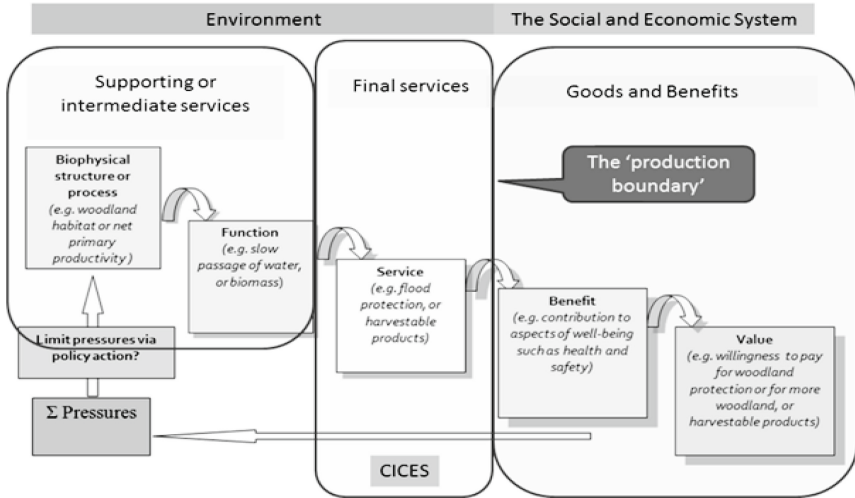 Environment
The Social and Economic System
Supporting or
intermediate services
Final services
Goods and Benefits
The 'production
boundary'
Biophysical
structure or
process
(e.g. woodland
habitat or net
primary
productivity )
Function
(e.g. slow
passage of water,
or biomass)
Service
(e.g. flood
protection, or
harvestable
products)
Benefit
(e.g. contribution to
aspects of well-being
such as health and
safety)
Value
(e.g. willingness to pay
for woodland
protection or for more
woodland, or
harvestable products)
Limit pressures via
policy action?
Σ Pressures
CICES